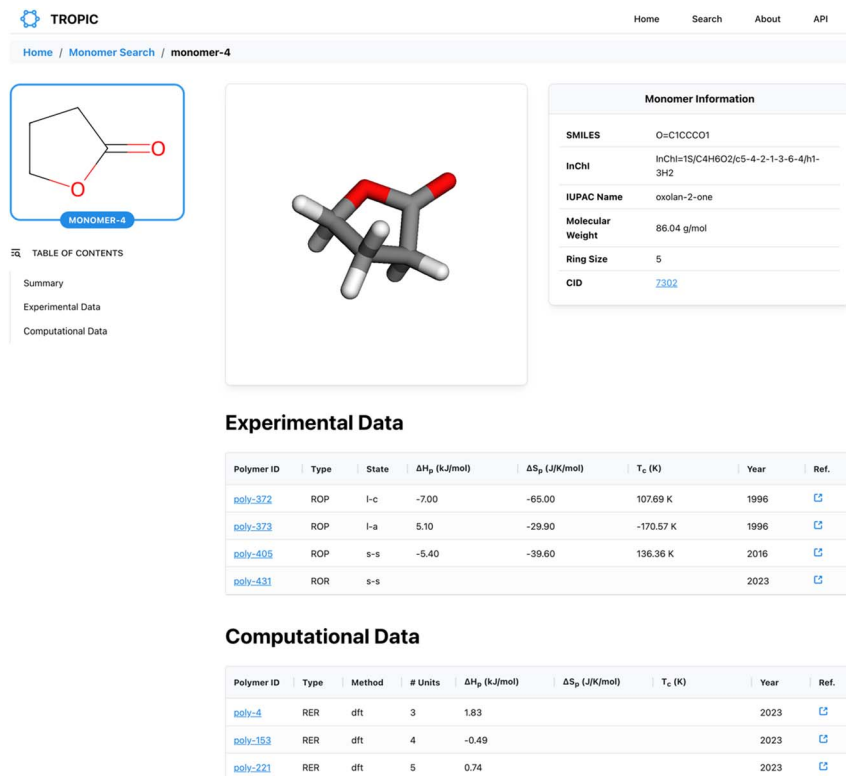 TROPIC
Home Search About API
Home / Monomer Search / monomer-4
O
O
MONOMER-4
TABLE OF CONTENTS
Summary
Experimental Data
Computational Data
Monomer Information
SMILES O=C1CCCO1
InChI InChI=1S/C4H6O2/c5-4-2-1-3-6-4/h1-
3H2
IUPAC Name oxolan-2-one
Molecular
Weight 86.04 g/mol
Ring Size 5
CID 7302
Experimental Data
Polymer ID Type State ΔHp (kJ/mol) ΔSp (J/K/mol) Tc (K) Year Ref.
poly-372 ROP l-c -7.00 -65.00 107.69 K 1996
poly-373 ROP l-a 5.10 -29.90 -170.57 K 1996
poly-405 ROP s-s -5.40 -39.60 136.36 K 2016
poly-431 ROR s-s 2023
Computational Data
Polymer ID Type Method # Units ΔHp (kJ/mol) ΔSp (J/K/mol) Tc (K) Year Ref.
poly-4 RER dft 3 1.83 2023
poly-153 RER dft 4 -0.49 2023
poly-221 RER dft 5 0.74 2023